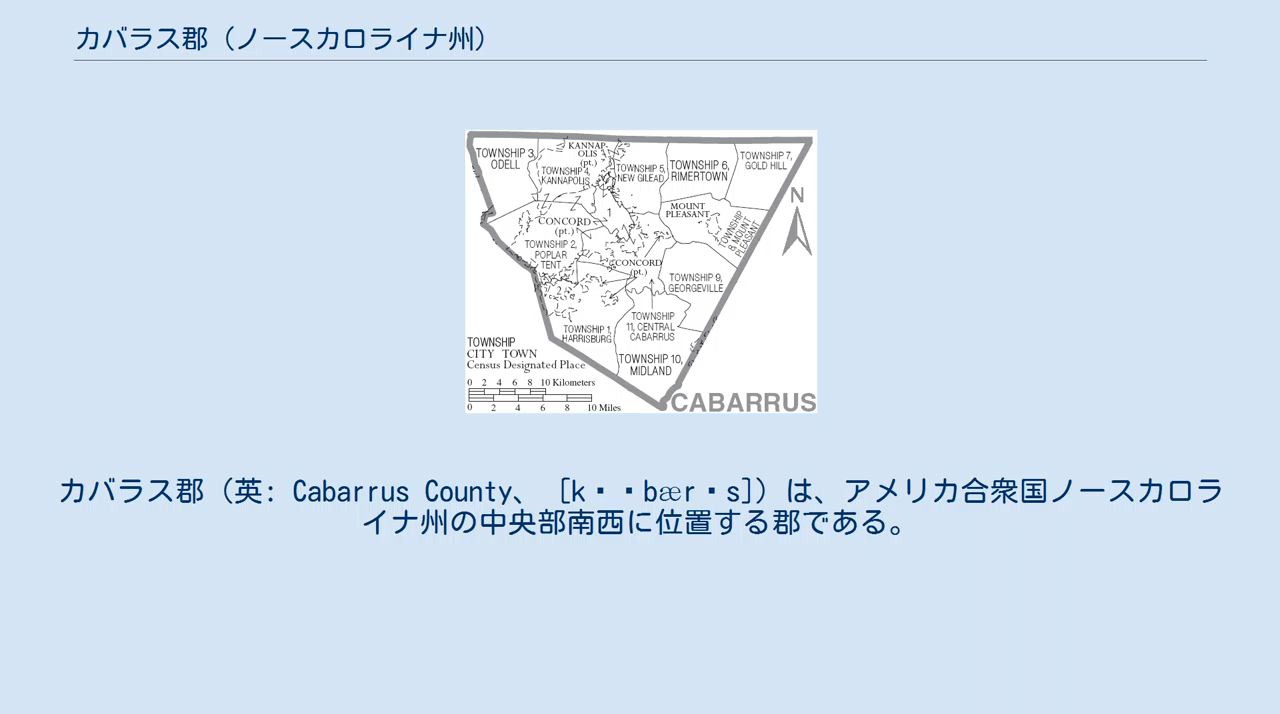 カバラス郡（ノースカロライナ州）
TOWNSHIP 3,
ODELL
KANNAP-
OLIS
(pt.)
TOWNSHIP 4,
KANNAPOLIS
TOWNSHIP 5,
NEW GILEAD
TOWNSHIP 6,
RIMERTOWN
TOWNSHIP 7,
GOLD HILL
N
MOUNT
PLEASANT
TOWNSHIP
8, MOUNT
PLEASANT
1
CONCORD
(pt.)
TOWNSHIP 2,
POPLAR
TENT
CONCORD
(pt.)
TOWNSHIP 9,
GEORGEVILLE
2
TOWNSHIP 1,
HARRISBURG
TOWNSHIP
11, CENTRAL
CABARRUS
TOWNSHIP 10,
MIDLAND
TOWNSHIP
CITY TOWN
Census Designated Place
0 2 4 6 8 10 Kilometers
0 2 4 6 8 10 Miles
CABARRUS
カバラス郡（英: Cabarrus County、 [k・・bær・s]）は、アメリカ合衆国ノースカロラ
イナ州の中央部南西に位置する郡である。